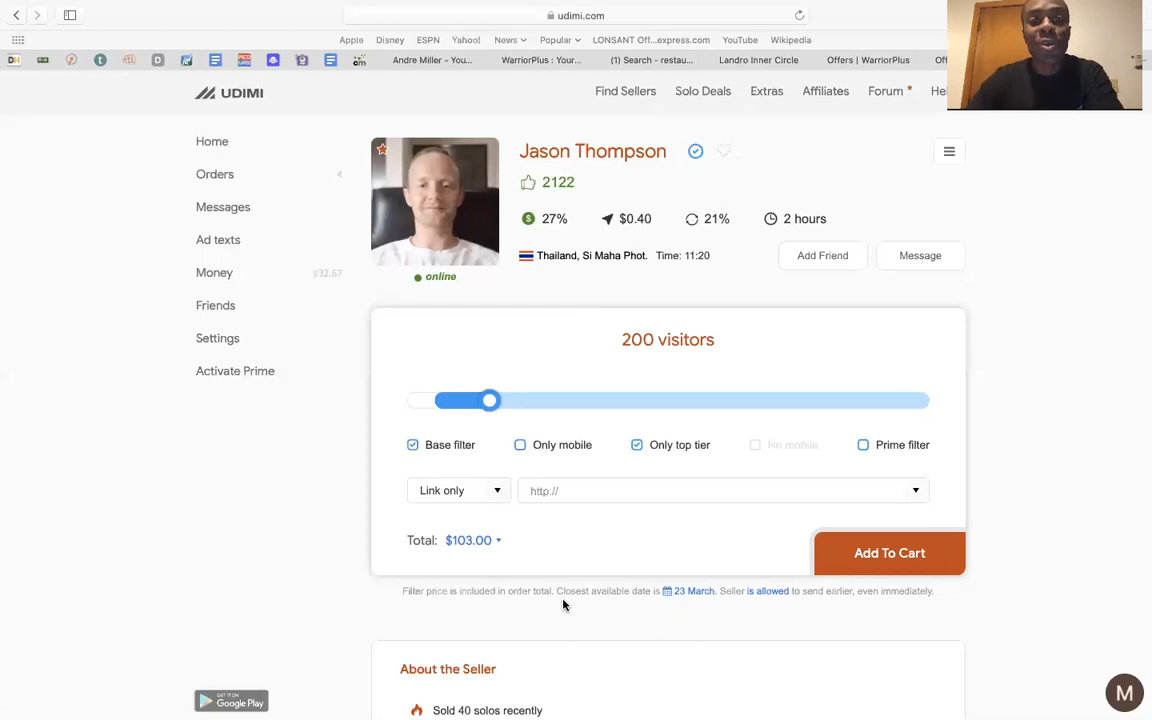 udimi.com
Apple Disney ESPN Yahoo! News Popular LONSANT Off...express.com YouTube Wikipedia
Andre Miller - You... WarriorPlus : Your... (1) Search - restau... Landro Inner Circle Offers | WarriorPlus Off
UDIMI
Find Sellers Solo Deals Extras Affiliates Forum Hel
Home
Orders 4
Messages
Ad texts
Money $32.67
Friends
Settings
Activate Prime
Jason Thompson
2122
27% $0.40 21% 2 hours
Thailand, Si Maha Phot. Time: 11:20
Add Friend Message
online
200 visitors
Base filter Only mobile Only top tier No mobile Prime filter
Link only http://
Total: $103.00
Add To Cart
Filter price is included in order total. Closest available date is 23 March. Seller is allowed to send earlier, even immediately.
About the Seller
Sold 40 solos recently
GET IT ON
Google Play
M